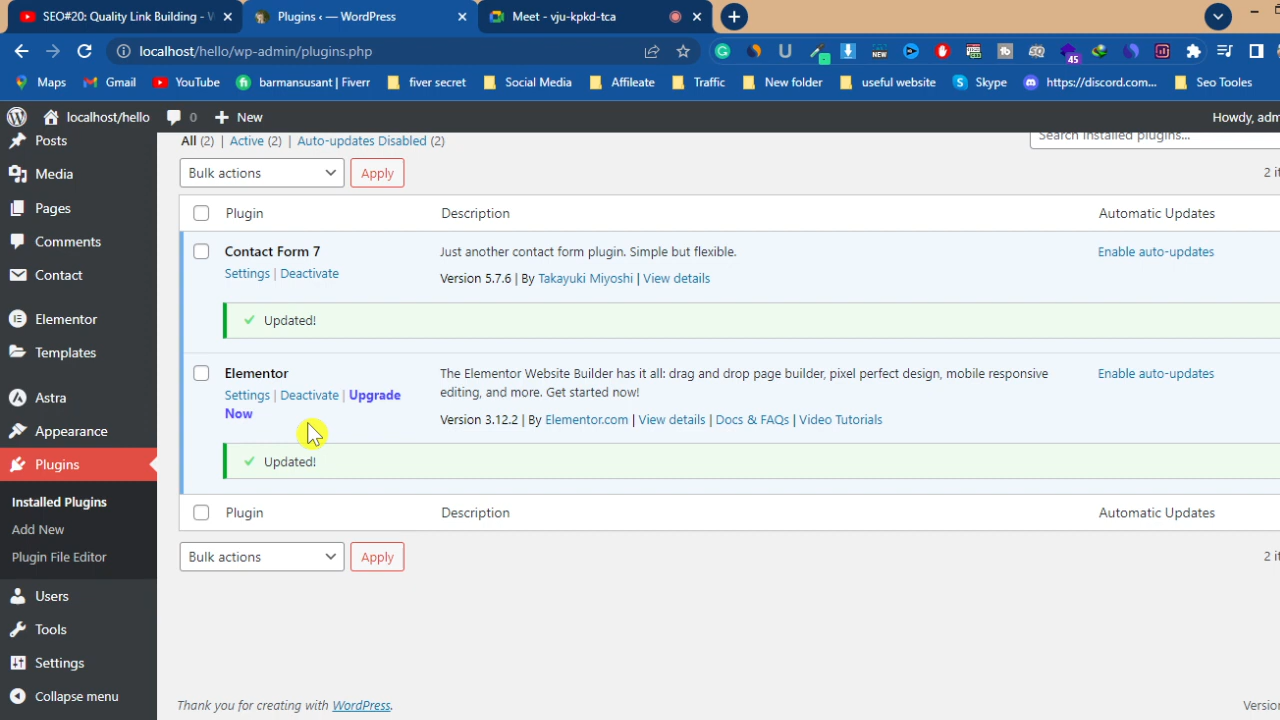 SEO#20: Quality Link Building - W
Plugins ‹ — WordPress
Meet - vju-kpkd-tca
localhost/hello/wp-admin/plugins.php
NEW
45
Maps
Gmail
YouTube
barmansusant | Fiverr
fiver secret
Social Media
Affileate
Traffic
New folder
useful website
Skype
https://discord.com...
Seo Tooles
localhost/hello
0
New
Howdy, adm
Posts
Media
Pages
Comments
Contact
Elementor
Templates
Astra
Appearance
Plugins
Installed Plugins
Add New
Plugin File Editor
Users
Tools
Settings
Collapse menu
All (2) | Active (2) | Auto-updates Disabled (2)
Search installed plugins...
Bulk actions
Apply
2 it
Plugin
Description
Automatic Updates
Contact Form 7
Settings | Deactivate
Just another contact form plugin. Simple but flexible.
Version 5.7.6 | By Takayuki Miyoshi | View details
Enable auto-updates
Updated!
Elementor
Settings | Deactivate | Upgrade
Now
The Elementor Website Builder has it all: drag and drop page builder, pixel perfect design, mobile responsive
editing, and more. Get started now!
Version 3.12.2 | By Elementor.com | View details | Docs & FAQs | Video Tutorials
Enable auto-updates
Updated!
Plugin
Description
Automatic Updates
Bulk actions
Apply
2 it
Thank you for creating with WordPress.
Version